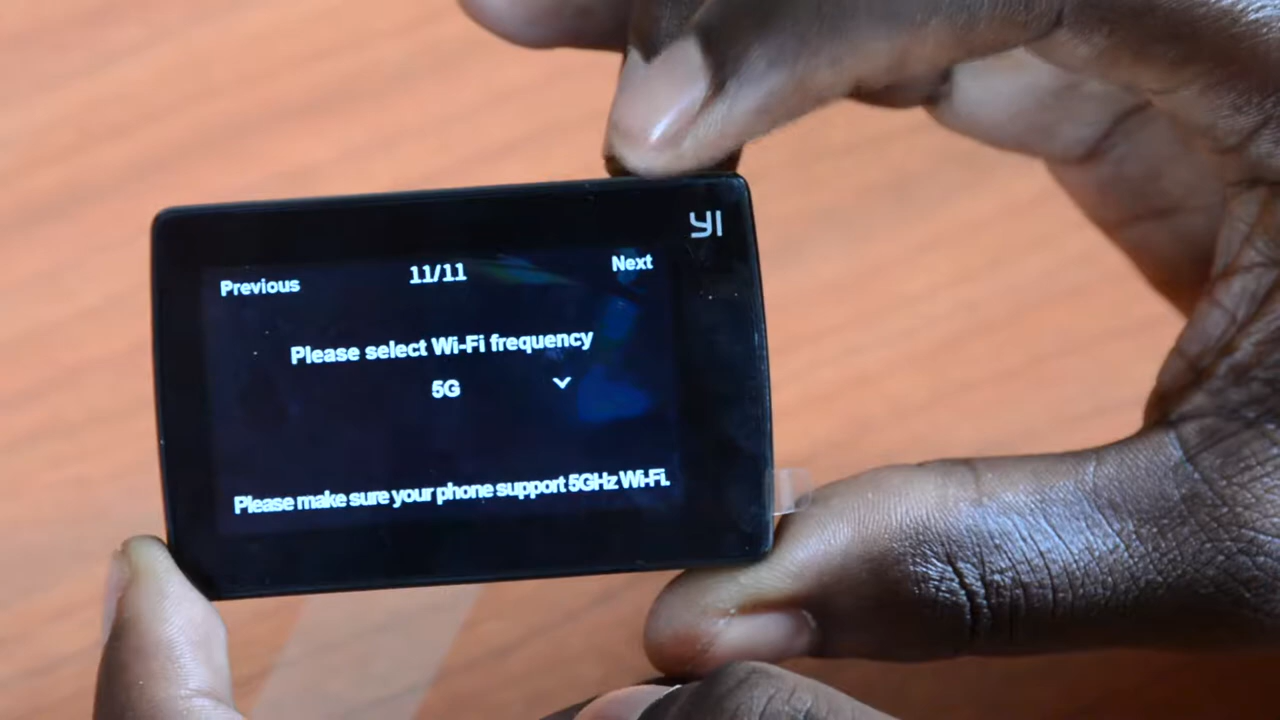 YI
Previous 11/11 Next
Please select Wi-Fi frequency
5G
Please make sure your phone support 5GHz Wi-Fi.